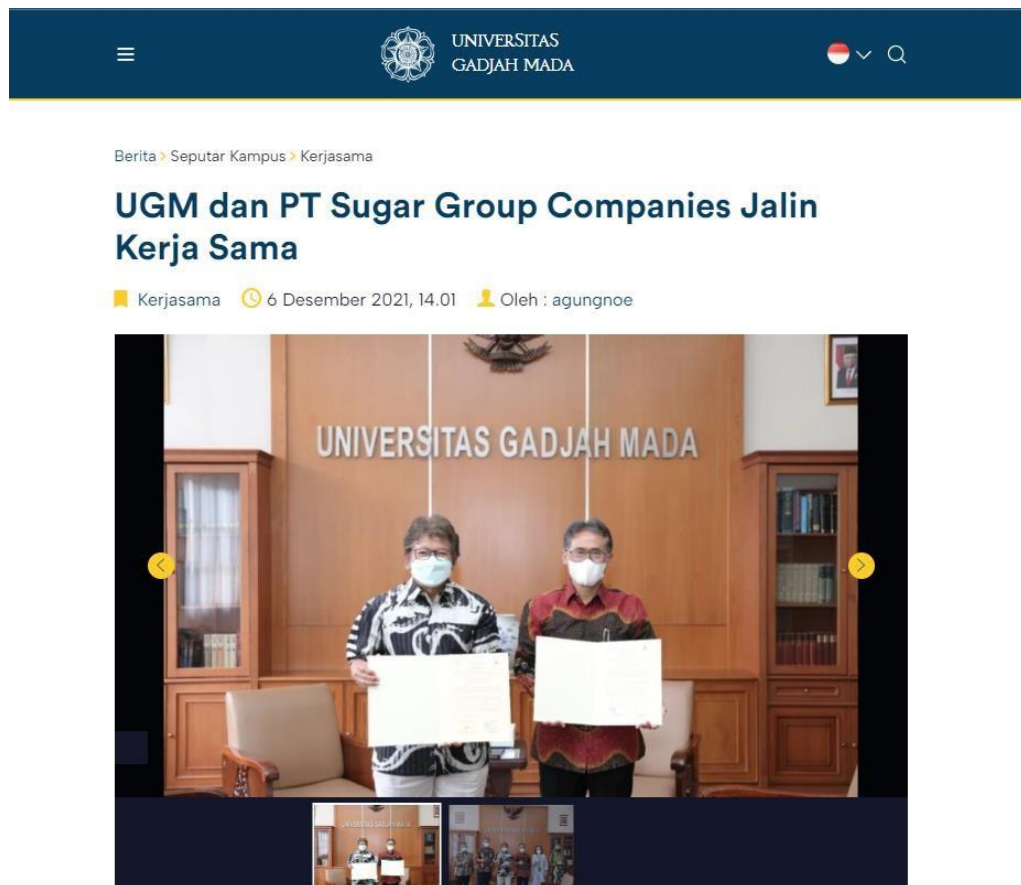 UNIVERSITAS
GADJAH MADA
Berita > Seputar Kampus > Kerjasama
UGM dan PT Sugar Group Companies Jalin
Kerja Sama
Kerjasama 6 Desember 2021, 14.01 Oleh : agungnoe
UNIVERSITAS GADJAH MADA